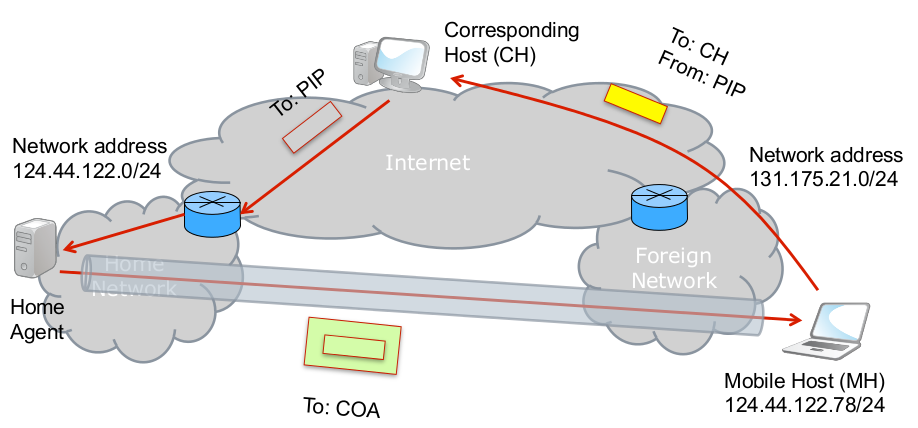 Corresponding
Host (CH)
To: CH
From: PIP
To: PIP
Network address
124.44.122.0/24
Internet
Network address
131.175.21.0/24
Home
Network
Foreign
Network
Home
Agent
To: COA
Mobile Host (MH)
124.44.122.78/24